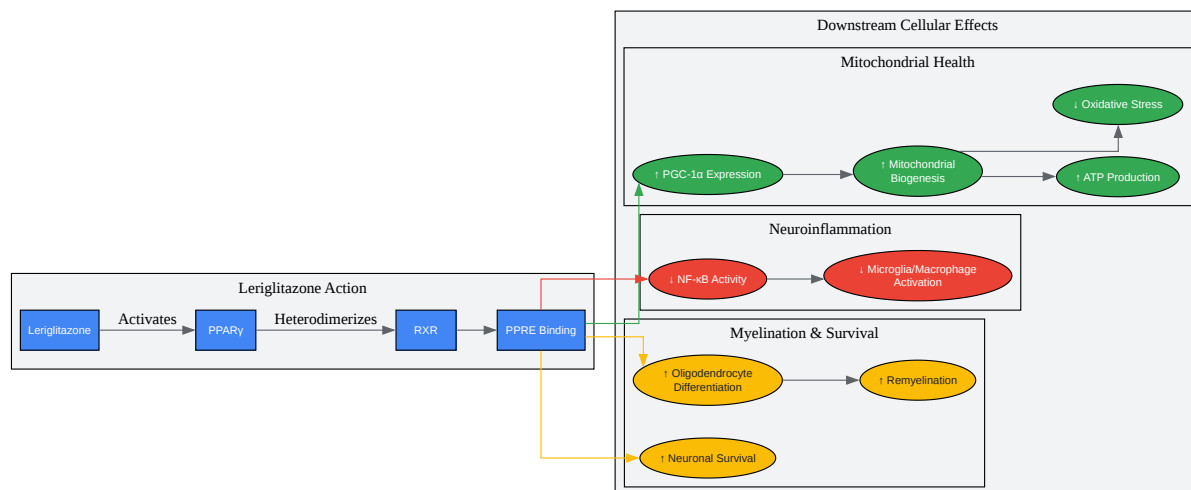 Downstream Cellular Effects
Mitochondrial Health
↓ Oxidative Stress
↑ PGC-1α Expression
↑ Mitochondrial
Biogenesis
↑ ATP Production
Neuroinflammation
↓ NF-κB Activity
↓ Microglia/Macrophage
Activation
Leriglitazone Action
Leriglitazone
Activates
PPARγ
Heterodimerizes
RXR
PPRE Binding
Myelination & Survival
↑ Oligodendrocyte
Differentiation
↑ Remyelination
↑ Neuronal Survival